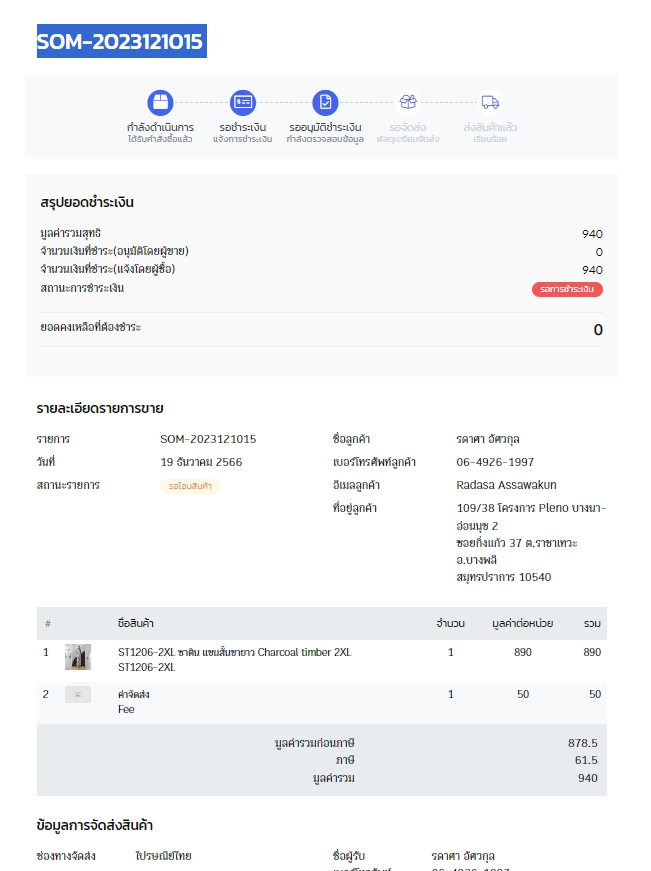 SOM-2023121015
กำลังดำเนินการ
ได้รับคำสั่งซื้อแล้ว
รอชำระเงิน
แจ้งการชำระเงิน
รออนุมัติชำระเงิน
กำลังตรวจสอบข้อมูล
รอจัดส่ง
พัสดุเตรียมจัดส่ง
ส่งสินค้าแล้ว
เรียบร้อย
สรุปยอดชำระเงิน
มูลค่ารวมสุทธิ 940
จำนวนเงินที่ชำระ(อนุมัติโดยผู้ขาย) 0
จำนวนเงินที่ชำระ(แจ้งโดยผู้ซื้อ) 940
สถานะการชำระเงิน รอการชำระเงิน
ยอดคงเหลือที่ต้องชำระ 0
รายละเอียดรายการขาย
รายการ SOM-2023121015
วันที่ 19 ธันวาคม 2566
สถานะรายการ รอโอนสินค้า
ชื่อลูกค้า รดาศา อัศวกุล
เบอร์โทรศัพท์ลูกค้า 06-4926-1997
อีเมลลูกค้า Radasa Assawakun
ที่อยู่ลูกค้า 109/38 โครงการ Pleno บางนา-
อ่อนนุช 2
ซอยกิ่งแก้ว 37 ต.ราชาเทวะ
อ.บางพลี
สมุทรปราการ 10540
# ชื่อสินค้า จำนวน มูลค่าต่อหน่วย รวม
1 ST1206-2XL ซาติน แขนสั้นขายาว Charcoal timber 2XL 1 890 890
ST1206-2XL
2 ค่าจัดส่ง 1 50 50
Fee
มูลค่ารวมก่อนภาษี 878.5
ภาษี 61.5
มูลค่ารวม 940
ข้อมูลการจัดส่งสินค้า
ช่องทางจัดส่ง ไปรษณีย์ไทย
ชื่อผู้รับ รดาศา อัศวกุล